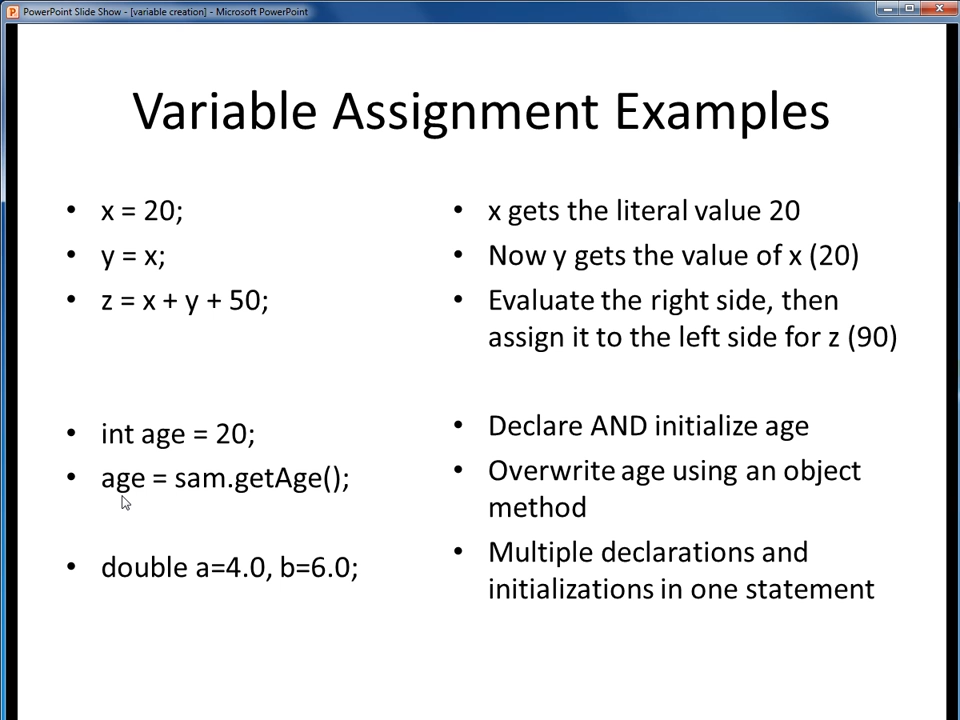 PowerPoint Slide Show - [variable creation] - Microsoft PowerPoint
Variable Assignment Examples
• x = 20;
• y = x;
• z = x + y + 50;
• int age = 20;
• age = sam.getAge();
• double a=4.0, b=6.0;
• x gets the literal value 20
• Now y gets the value of x (20)
• Evaluate the right side, then
assign it to the left side for z (90)
• Declare AND initialize age
• Overwrite age using an object
method
• Multiple declarations and
initializations in one statement